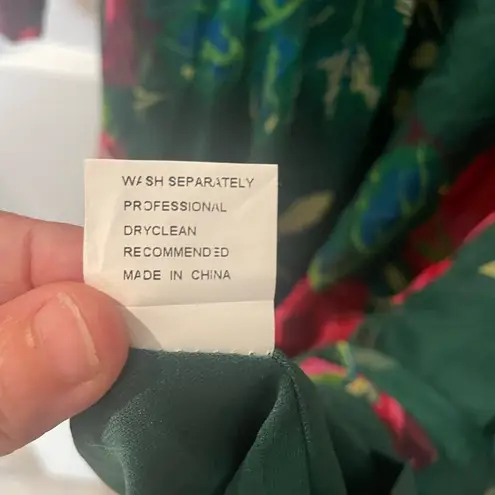 WASH SEPARATELY
PROFESSIONAL
DRYCLEAN
RECOMMENDED
MADE IN CHINA